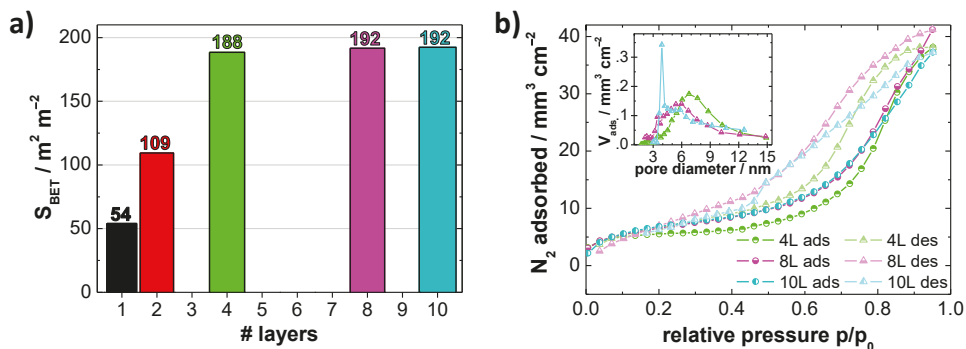 a)
S_BET / m² m⁻²
200
150
100
50
0
54
109
188
192
192
1 2 3 4 5 6 7 8 9 10
# layers
b)
N₂ adsorbed / mm³ cm⁻²
40
30
20
10
0
V_ads / mm³ cm⁻²
.3
.2
.1
0
3 6 9 12 15
pore diameter / nm
4L ads 4L des
8L ads 8L des
10L ads 10L des
0.0 0.2 0.4 0.6 0.8 1.0
relative pressure p/p₀